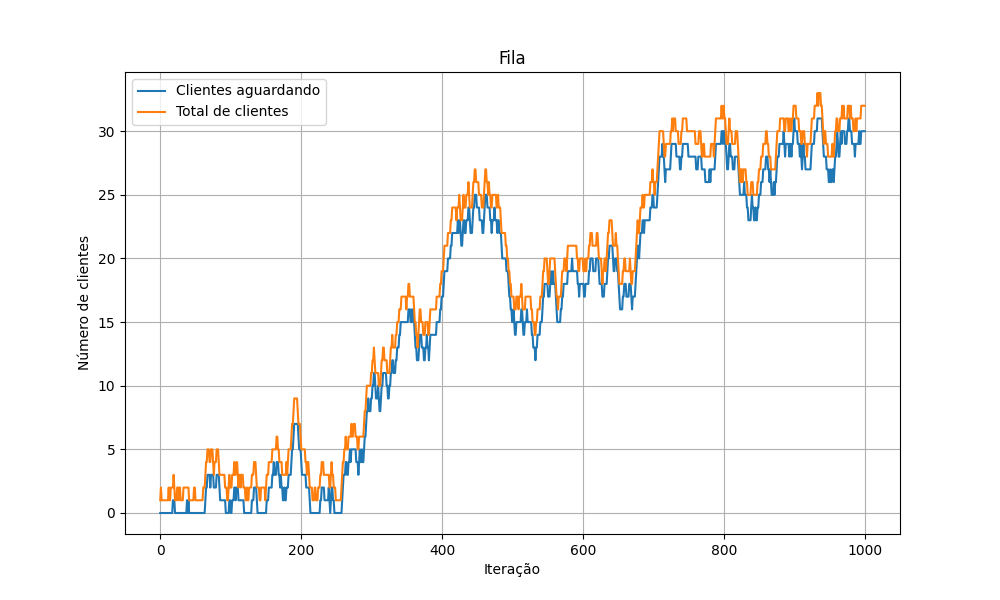 Fila
Clientes aguardando
Total de clientes
Número de clientes
30
25
20
15
10
5
0
0 200 400 600 800 1000
Iteração